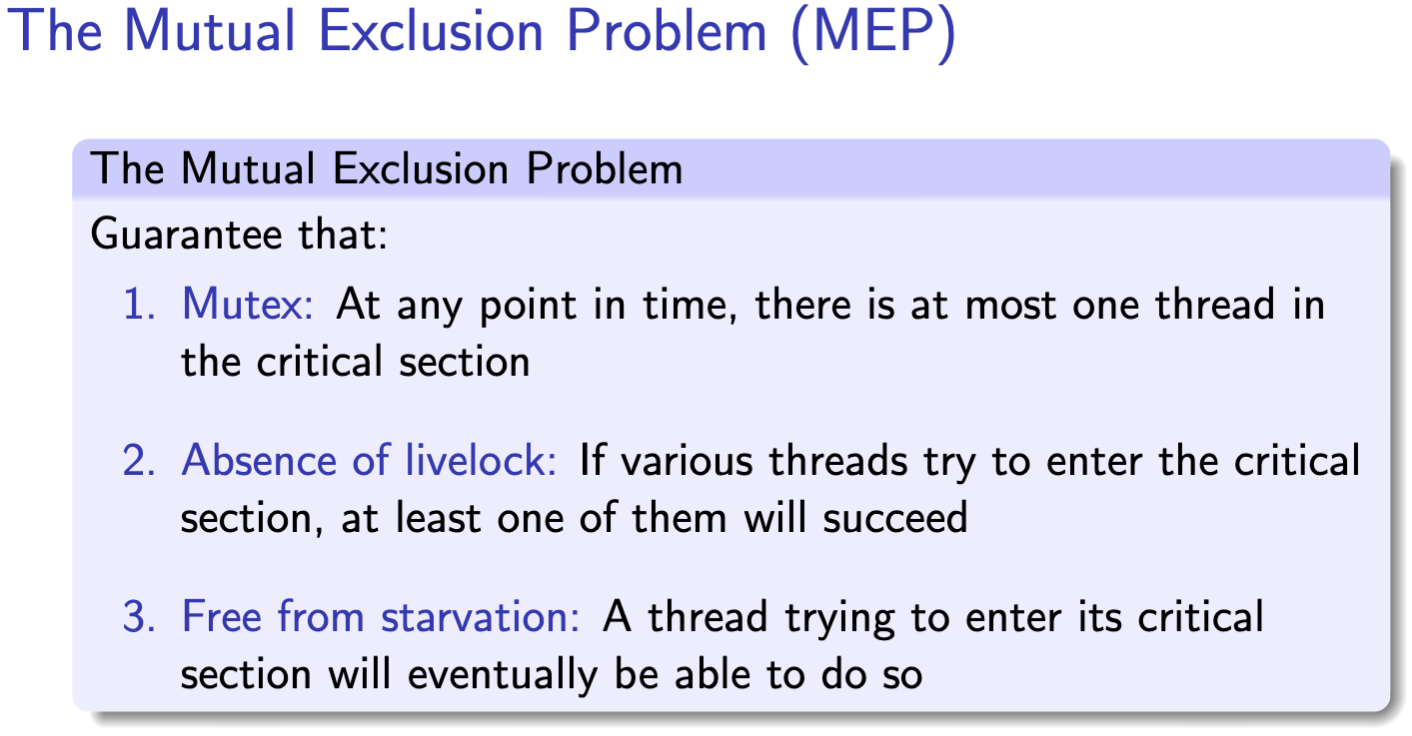 The Mutual Exclusion Problem (MEP)
The Mutual Exclusion Problem
Guarantee that:
1. Mutex: At any point in time, there is at most one thread in
the critical section
2. Absence of livelock: If various threads try to enter the critical
section, at least one of them will succeed
3. Free from starvation: A thread trying to enter its critical
section will eventually be able to do so